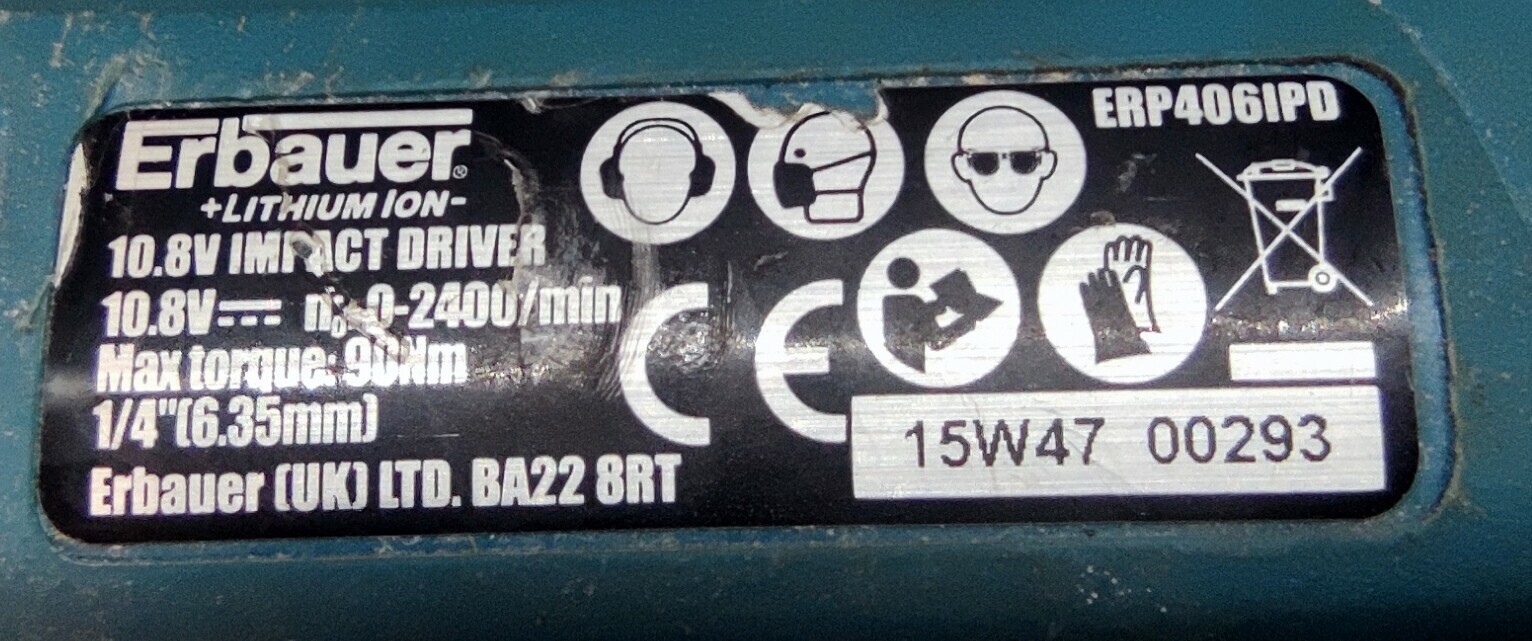 Erbauer®
+LITHIUM ION-
10.8V IMPACT DRIVER
10.8V⎓ n₀: 0-2400/min
Max torque: 90Nm
1/4"(6.35mm)
Erbauer (UK) LTD. BA22 8RT
CE
ERP406IPD
15W47 00293